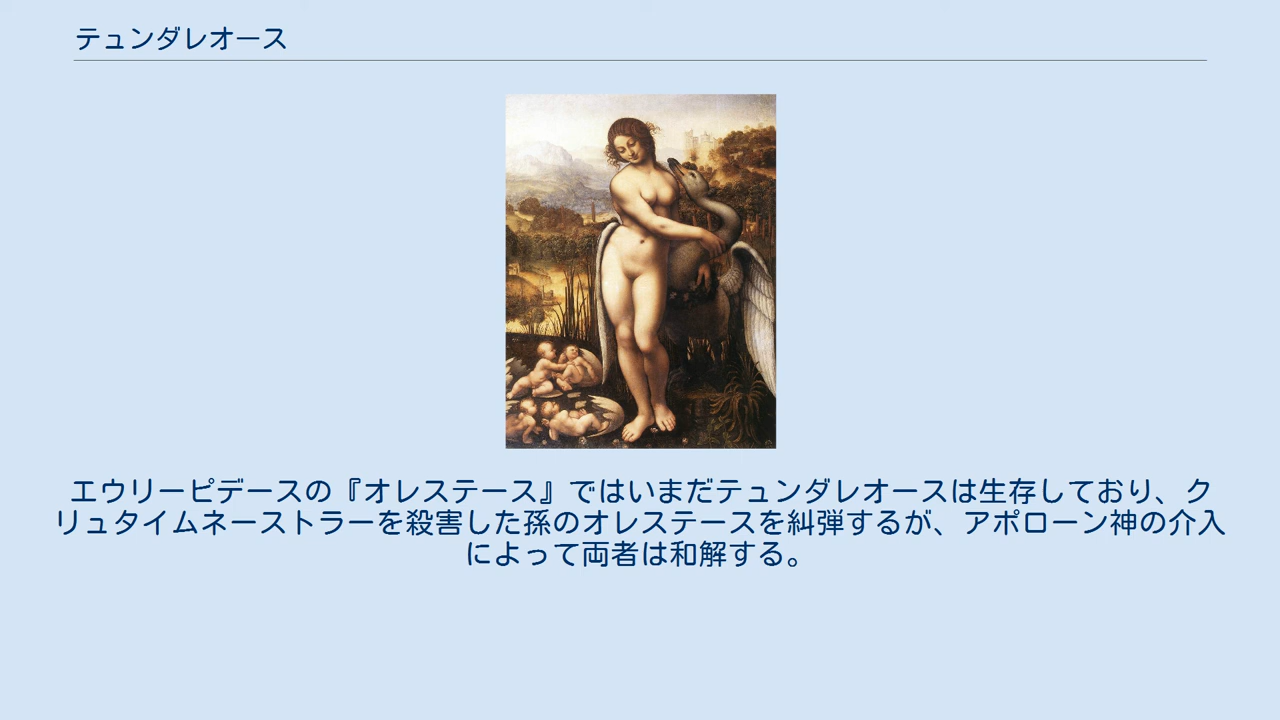 テュンダレオース
エウリーピデースの『オレステース』ではいまだテュンダレオースは生存しており、ク
リュタイムネーストラーを殺害した孫のオレステースを糾弾するが、アポローン神の介入
によって両者は和解する。